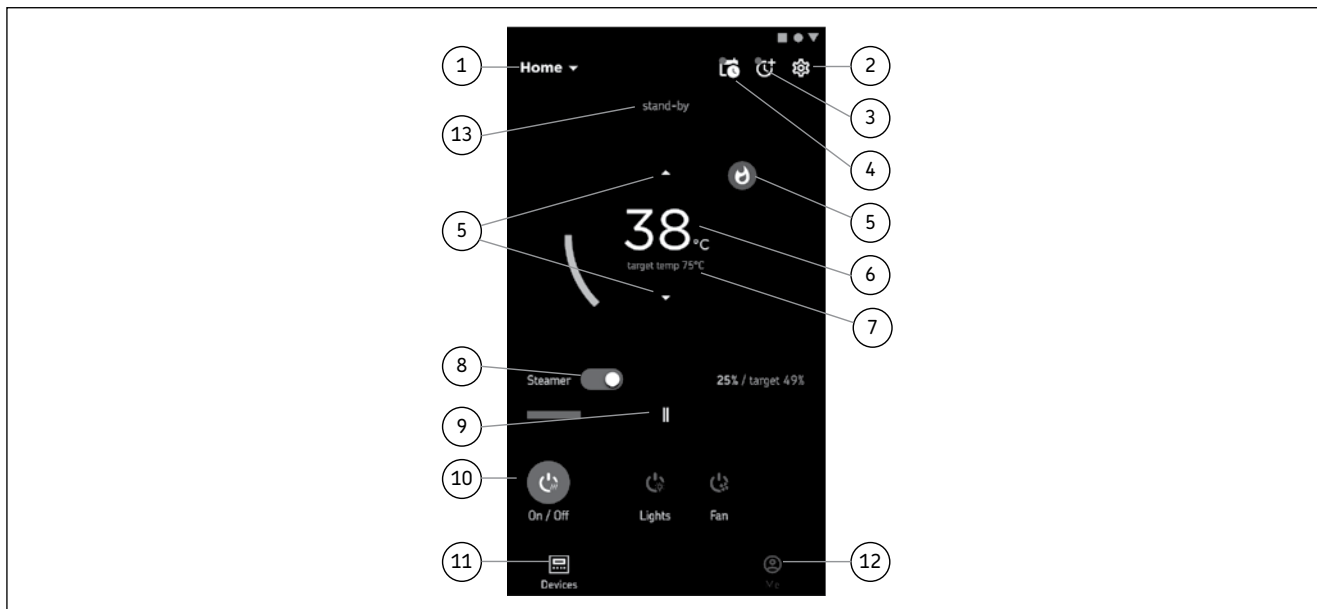 1
Home
2
3
stand-by
13
4
5
5
38 °C
6
target temp 75°C
7
8
Steamer
25% / target 49%
9
10
On / Off
Lights
Fan
11
12
Devices
Me